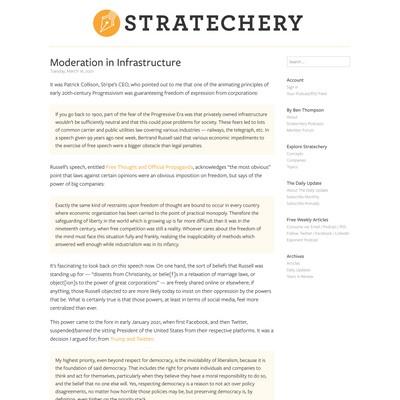 STRATECHERY
Moderation in Infrastructure
Tuesday, March 16, 2021
It was Patrick Collison, Stripe's CEO, who pointed out to me that one of the animating principles of
early 20th-century Progressivism was guaranteeing freedom of expression from corporations:
If you go back to 1900, part of the fear of the Progressive Era was that privately owned infrastructure
wouldn't be sufficiently neutral and that this could pose problems for society. These fears led to lots
of common carrier and public utilities law covering various industries — railways, the telegraph, etc. In
a speech given 99 years ago next week, Bertrand Russell said that various economic impediments to
the exercise of free speech were a bigger obstacle than legal penalties.
Russell's speech, entitled Free Thought and Official Propaganda, acknowledges "the most obvious"
point that laws against certain opinions were an obvious imposition on freedom, but says of the
power of big companies:
Exactly the same kind of restraints upon freedom of thought are bound to occur in every country
where economic organisation has been carried to the point of practical monopoly. Therefore the
safeguarding of liberty in the world which is growing up is far more difficult than it was in the
nineteenth century, when free competition was still a reality. Whoever cares about the freedom of
the mind must face this situation fully and frankly, realising the inapplicability of methods which
answered well enough while industrialism was in its infancy.
It's fascinating to look back on this speech now. On one hand, the sort of beliefs that Russell was
standing up for — "dissents from Christianity, or belie[f]s in a relaxation of marriage laws, or
object[ion]s to the power of great corporations" — are freely shared online or elsewhere; if
anything, those Russell objected to are more likely today to insist on their oppression by the powers
that be. What is certainly true is that those powers, at least in terms of social media, feel more
centralized than ever.
This power came to the fore in early January 2021, when first Facebook, and then Twitter,
suspended/banned the sitting President of the United States from their respective platforms. It was a
decision I argued for; from Trump and Twitter:
My highest priority, even beyond respect for democracy, is the inviolability of liberalism, because it is the
foundation of said democracy. That includes the right for private individuals and companies to
think and act for themselves, particularly when they believe they have a moral responsibility to do so,
and the belief that no one else will. Yes, respecting democracy is a reason to not act over policy
disagreements, no matter how horrible those policies may be, but preserving democracy is, by
definition, even higher on the priority stack.
Search...
Account
Sign In
By Ben Thompson
About
Member Forum
Explore Stratechery
Concepts
Companies
Topics
The Daily Update
About The Daily Update
Subscribe Monthly
Subscribe Annually
Free Weekly Articles
Exponent Podcast
Archives
Articles
Daily Updates
Years in Review